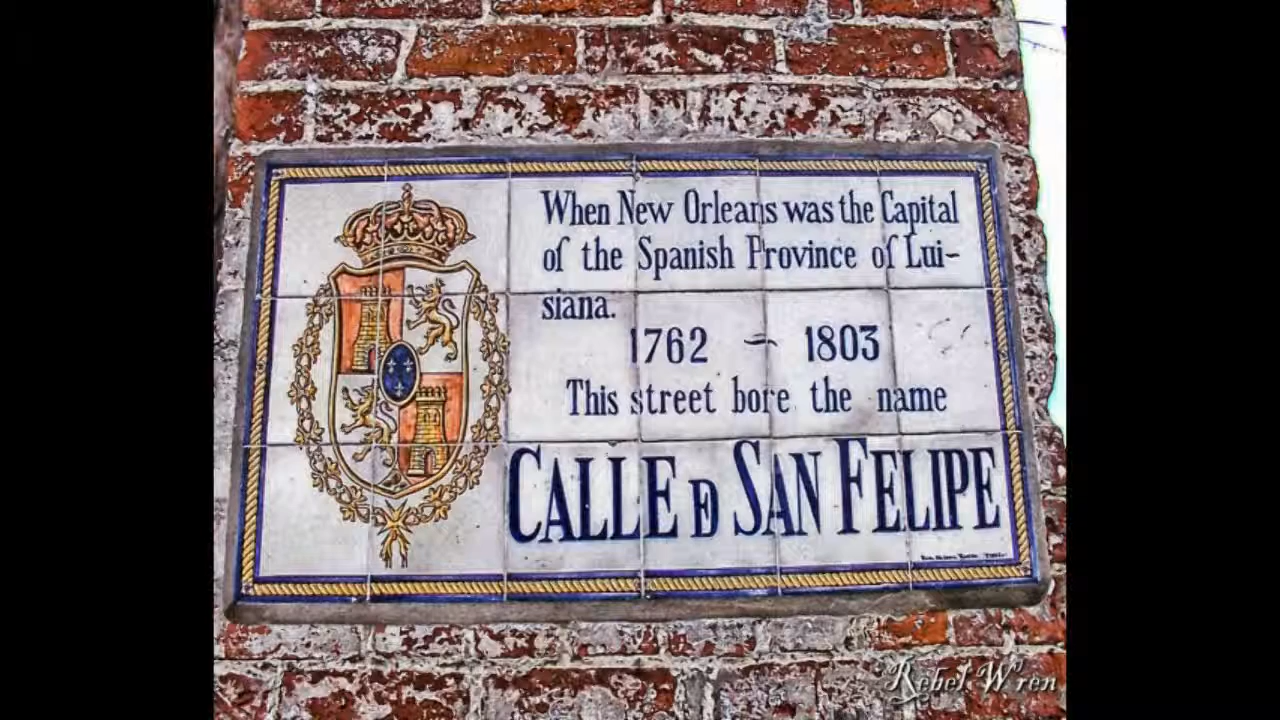 When New Orleans was the Capital
of the Spanish Province of Lui-
siana.
1762 - 1803
This street bore the name
CALLE D SAN FELIPE
Rebel Wren